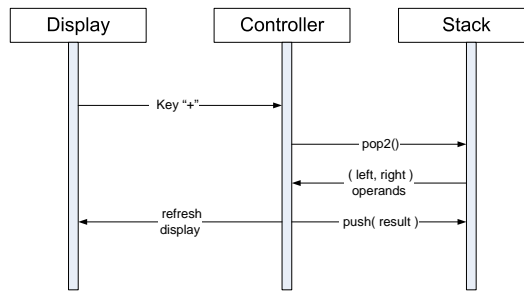 Display
Controller
Stack
Key “+”
pop2()
( left, right )
operands
refresh
display
push( result )